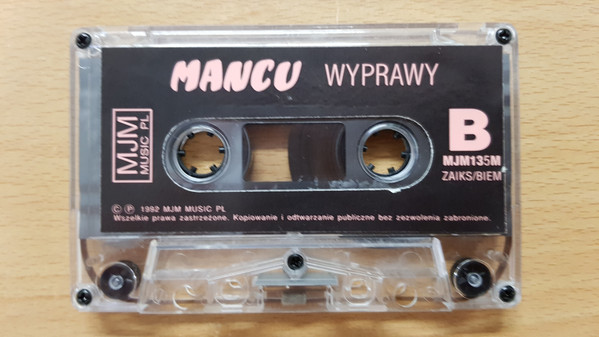 MANCU WYPRAWY
B
MJM
MUSIC PL
MJM135M
ZAIKS/BIEM
© ℗ 1992 MJM MUSIC PL
Wszelkie prawa zastrzeżone. Kopiowanie i odtwarzanie publiczne bez zezwolenia zabronione.